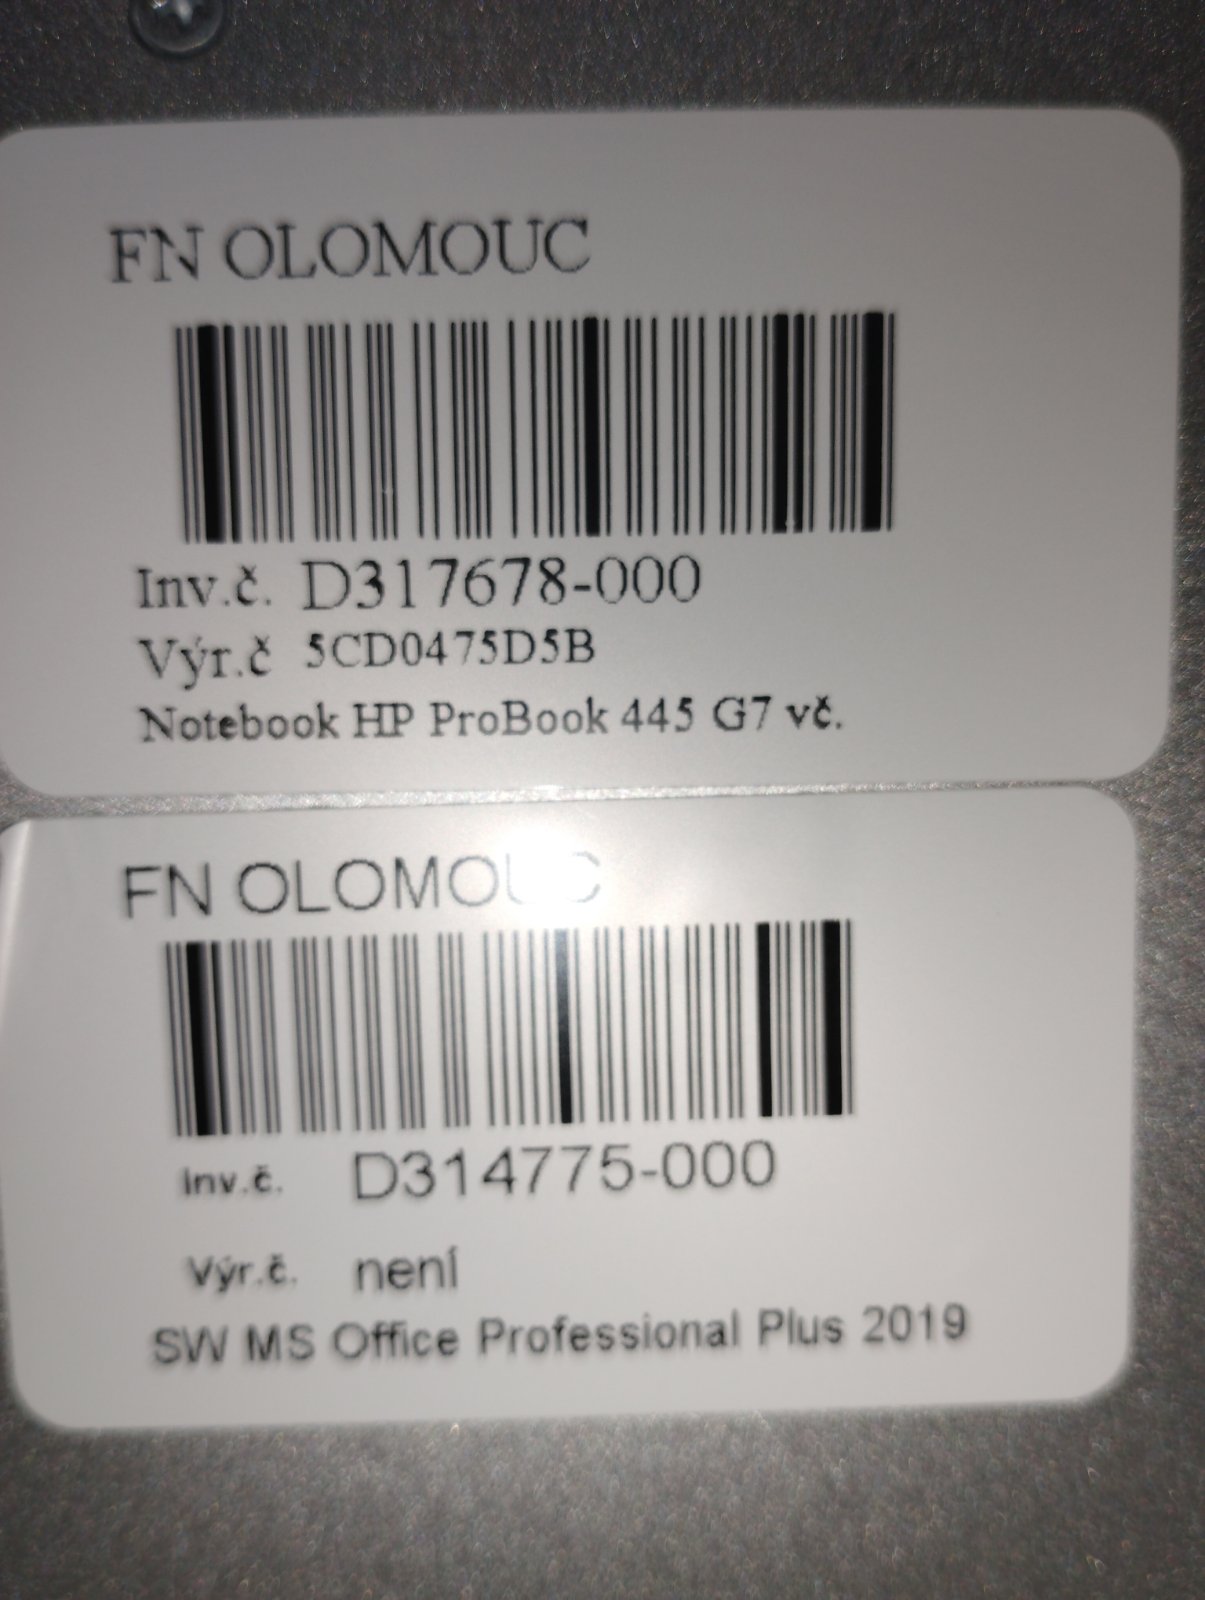 FN OLOMOUC
Inv.č. D317678-000
Výr.č 5CD0475D5B
Notebook HP ProBook 445 G7 vč.
FN OLOMOUC
Inv.č. D314775-000
Výr.č. není
SW MS Office Professional Plus 2019